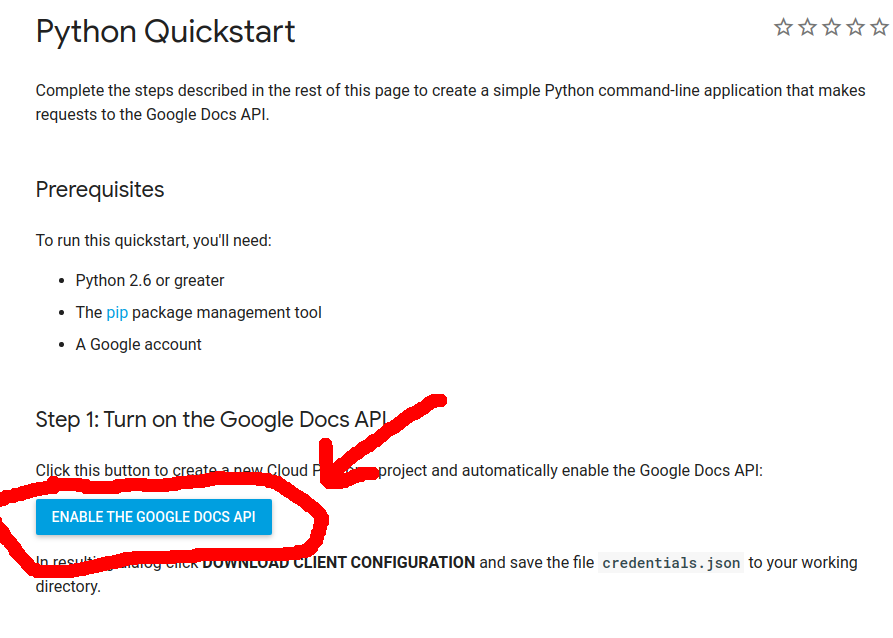 Python Quickstart
Complete the steps described in the rest of this page to create a simple Python command-line application that makes
requests to the Google Docs API.
Prerequisites
To run this quickstart, you'll need:
• Python 2.6 or greater
• The pip package management tool
• A Google account
Step 1: Turn on the Google Docs API
Click this button to create a new Cloud project and automatically enable the Google Docs API:
ENABLE THE GOOGLE DOCS API
In resulting dialog click DOWNLOAD CLIENT CONFIGURATION and save the file credentials.json to your working
directory.